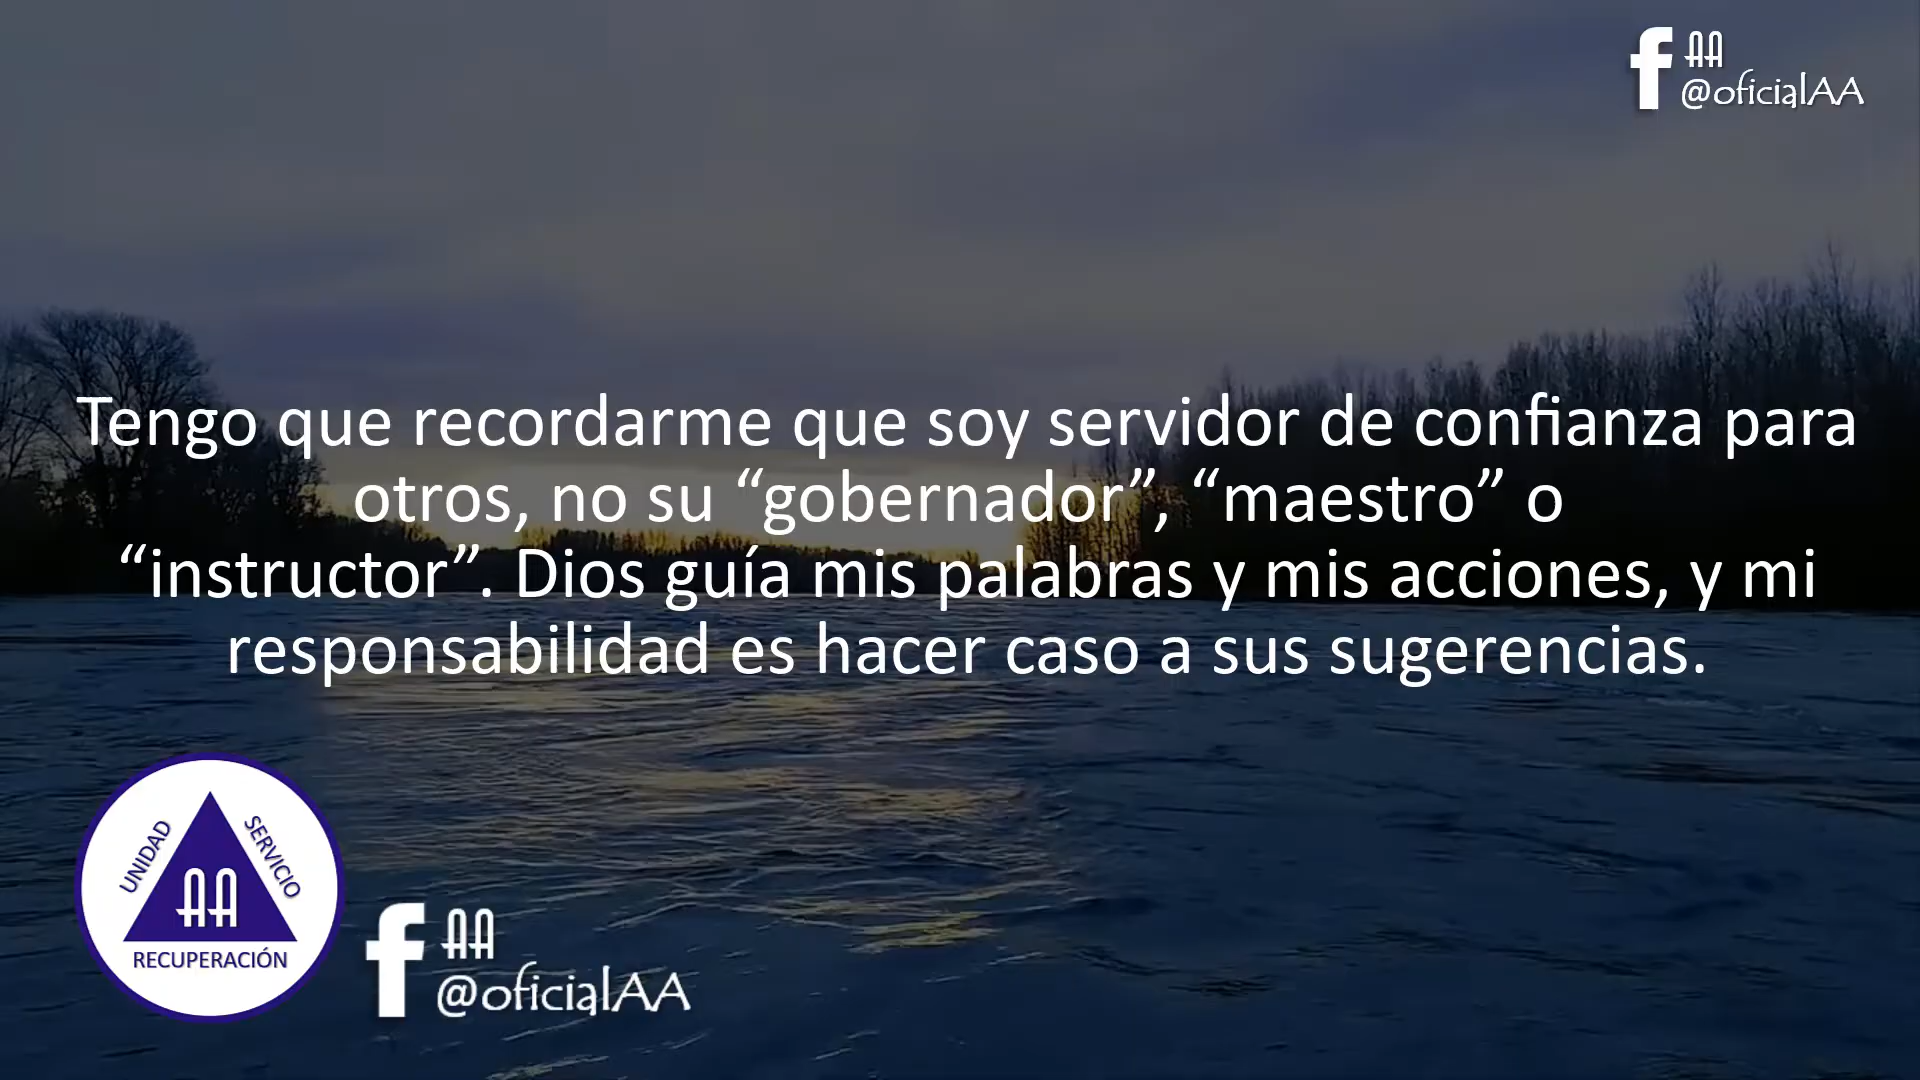 AA
@oficialAA
Tengo que recordarme que soy servidor de confianza para
otros, no su “gobernador”, “maestro” o
“instructor”. Dios guía mis palabras y mis acciones, y mi
responsabilidad es hacer caso a sus sugerencias.
UNIDAD
SERVICIO
AA
RECUPERACIÓN
AA
@oficialAA